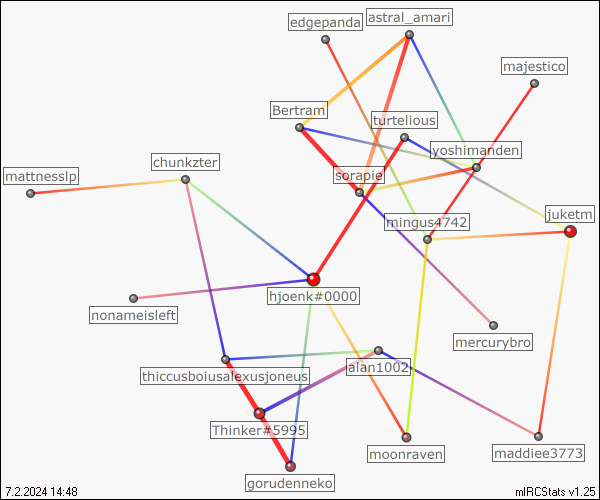 edgepanda
astral_amari
majestico
Bertram
turtelious
yoshimanden
chunkzter
mattnesslp
sorapie
mingus4742
juketm
hjoenk#0000
nonameisleft
mercurybro
thiccusboiusalexusjoneus
alan1002
Thinker#5995
moonraven
maddiee3773
gorudenneko
7.2.2024 14:48
mIRCStats v1.25